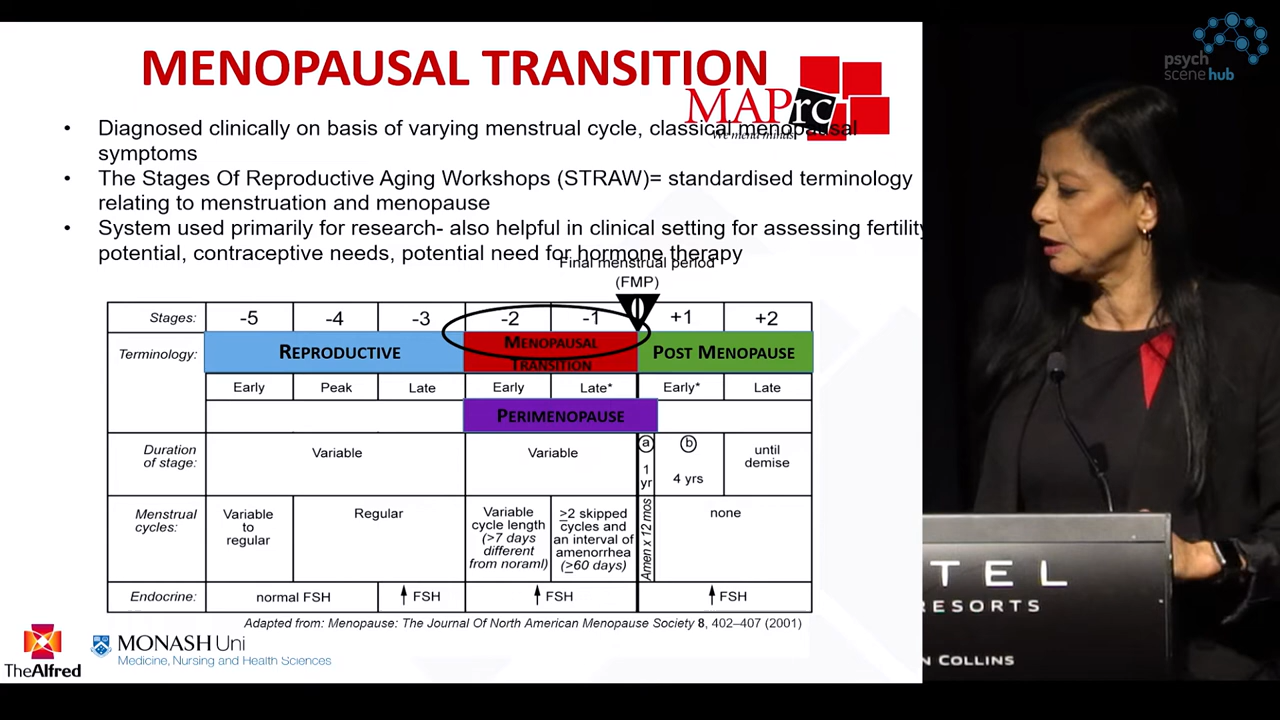 MENOPAUSAL TRANSITION
MAPrc
We mend minds
psych
scene hub
• Diagnosed clinically on basis of varying menstrual cycle, classical menopausal
symptoms
• The Stages Of Reproductive Aging Workshops (STRAW)= standardised terminology
relating to menstruation and menopause
• System used primarily for research- also helpful in clinical setting for assessing fertility
potential, contraceptive needs, potential need for hormone therapy
Final menstrual period
(FMP)
Stages: -5 -4 -3 -2 -1 0 +1 +2
Terminology: REPRODUCTIVE MENOPAUSAL TRANSITION POST MENOPAUSE
Early Peak Late Early Late* Early* Late
PERIMENOPAUSE
Duration of stage: Variable Variable a 1 yr b 4 yrs until demise
Menstrual cycles: Variable to regular Regular Variable cycle length (>7 days different from noraml) ≥2 skipped cycles and an interval of amenorrhea (≥60 days) Amen x 12 mos none
Endocrine: normal FSH ↑ FSH ↑ FSH ↑ FSH
Adapted from: Menopause: The Journal Of North American Menopause Society 8, 402–407 (2001)
TheAlfred
MONASH Uni
Medicine, Nursing and Health Sciences
TEL
RESORTS
N COLLINS